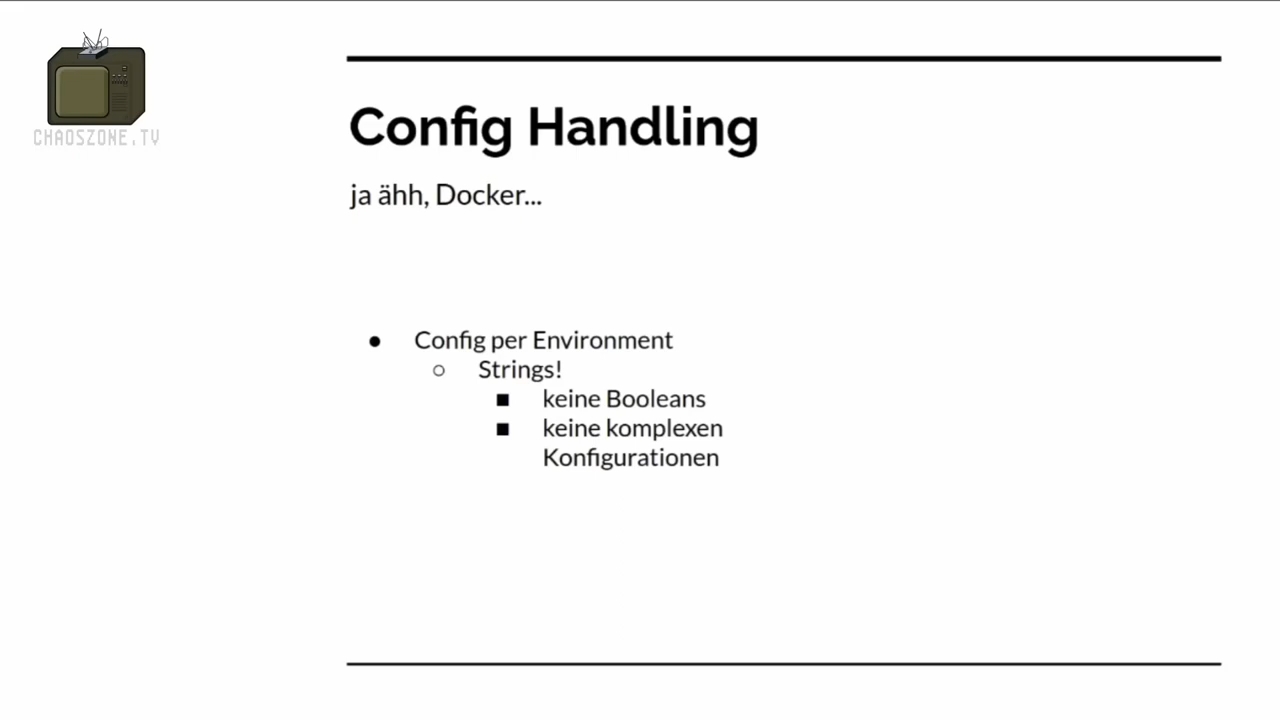 CHAOSZONE.TV
Config Handling
ja ähh, Docker...
● Config per Environment
○ Strings!
■ keine Booleans
■ keine komplexen
Konfigurationen